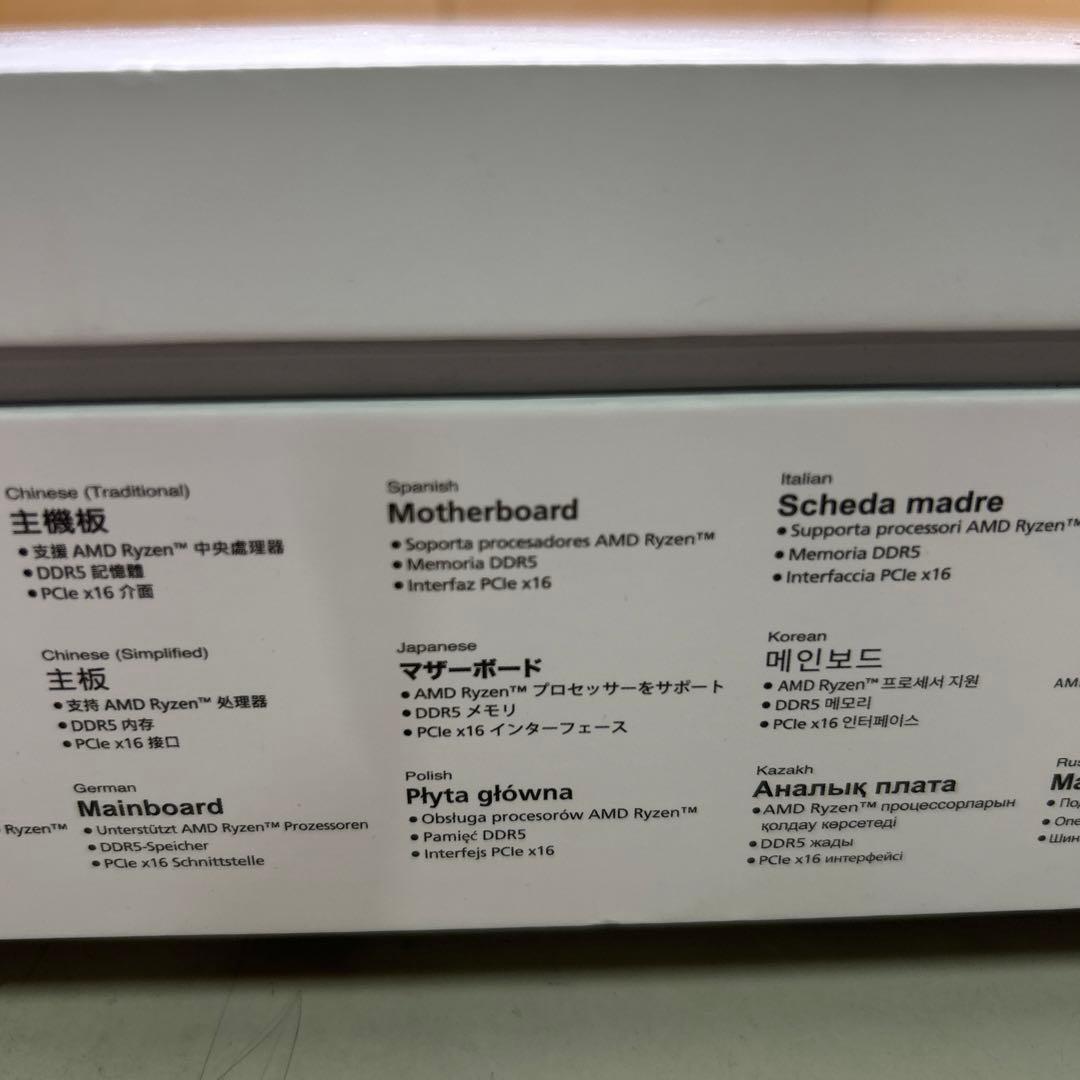 Chinese (Traditional)
主機板
• 支援 AMD Ryzen™ 中央處理器
• DDR5 記憶體
• PCIe x16 介面
Spanish
Motherboard
• Soporta procesadores AMD Ryzen™
• Memoria DDR5
• Interfaz PCIe x16
Italian
Scheda madre
• Supporta processori AMD Ryzen™
• Memoria DDR5
• Interfaccia PCIe x16
Chinese (Simplified)
主板
• 支持 AMD Ryzen™ 处理器
• DDR5 内存
• PCIe x16 接口
Japanese
マザーボード
• AMD Ryzen™ プロセッサーをサポート
• DDR5 メモリ
• PCIe x16 インターフェース
Korean
메인보드
• AMD Ryzen™ 프로세서 지원
• DDR5 메모리
• PCIe x16 인터페이스
Ryzen™
German
Mainboard
• Unterstützt AMD Ryzen™ Prozessoren
• DDR5-Speicher
• PCIe x16 Schnittstelle
Polish
Płyta główna
• Obsługa procesorów AMD Ryzen™
• Pamięć DDR5
• Interfejs PCIe x16
Kazakh
Аналық плата
• AMD Ryzen™ процессорларын
қолдау көрсетеді
• DDR5 жады
• PCIe x16 интерфейсі